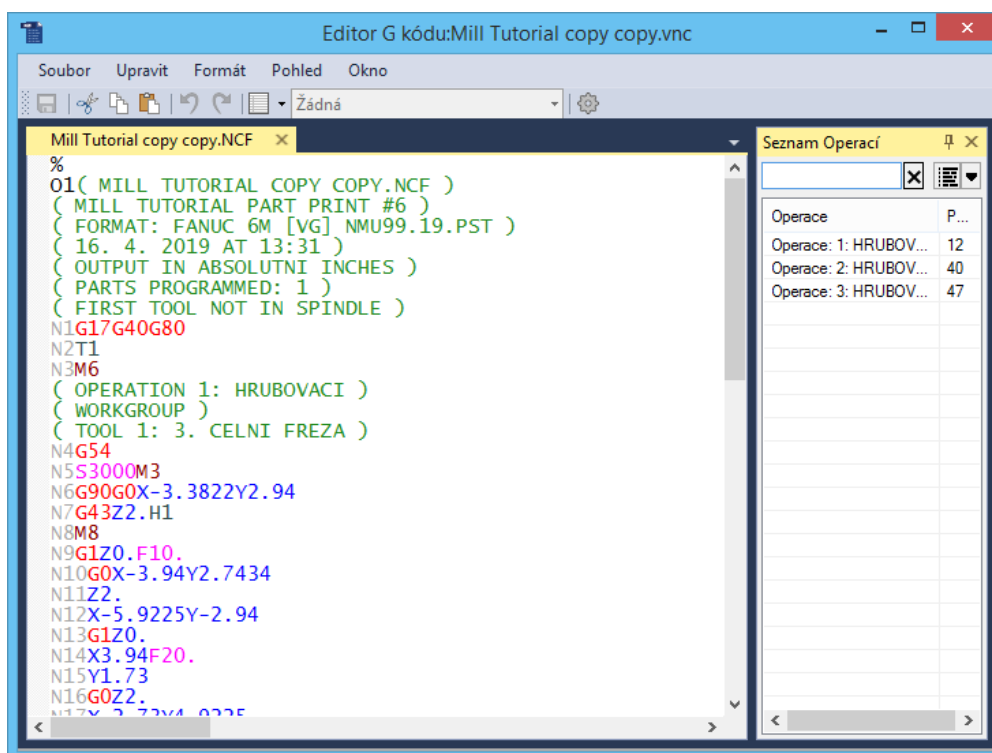 Editor G kódu:Mill Tutorial copy copy.vnc
Soubor Upravit Formát Pohled Okno
Žádná
Mill Tutorial copy copy.NCF
%
O1( MILL TUTORIAL COPY COPY.NCF )
( MILL TUTORIAL PART PRINT #6 )
( FORMAT: FANUC 6M [VG] NMU99.19.PST )
( 16. 4. 2019 AT 13:31 )
( OUTPUT IN ABSOLUTNI INCHES )
( PARTS PROGRAMMED: 1 )
( FIRST TOOL NOT IN SPINDLE )
N1G17G40G80
N2T1
N3M6
( OPERATION 1: HRUBOVACI )
( WORKGROUP )
( TOOL 1: 3. CELNI FREZA )
N4G54
N5S3000M3
N6G90G0X-3.3822Y2.94
N7G43Z2.H1
N8M8
N9G1Z0.F10.
N10G0X-3.94Y2.7434
N11Z2.
N12X-5.9225Y-2.94
N13G1Z0.
N14X3.94F20.
N15Y1.73
N16G0Z2.
N17X-2.73Y4.9225
Seznam Operací
Operace P...
Operace: 1: HRUBOV... 12
Operace: 2: HRUBOV... 40
Operace: 3: HRUBOV... 47